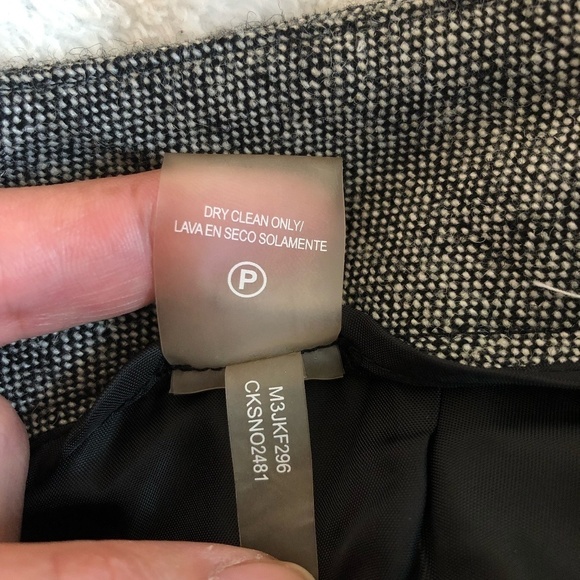 DRY CLEAN ONLY/
LAVA EN SECO SOLAMENTE
P
M3JKF296
CKSNO2481